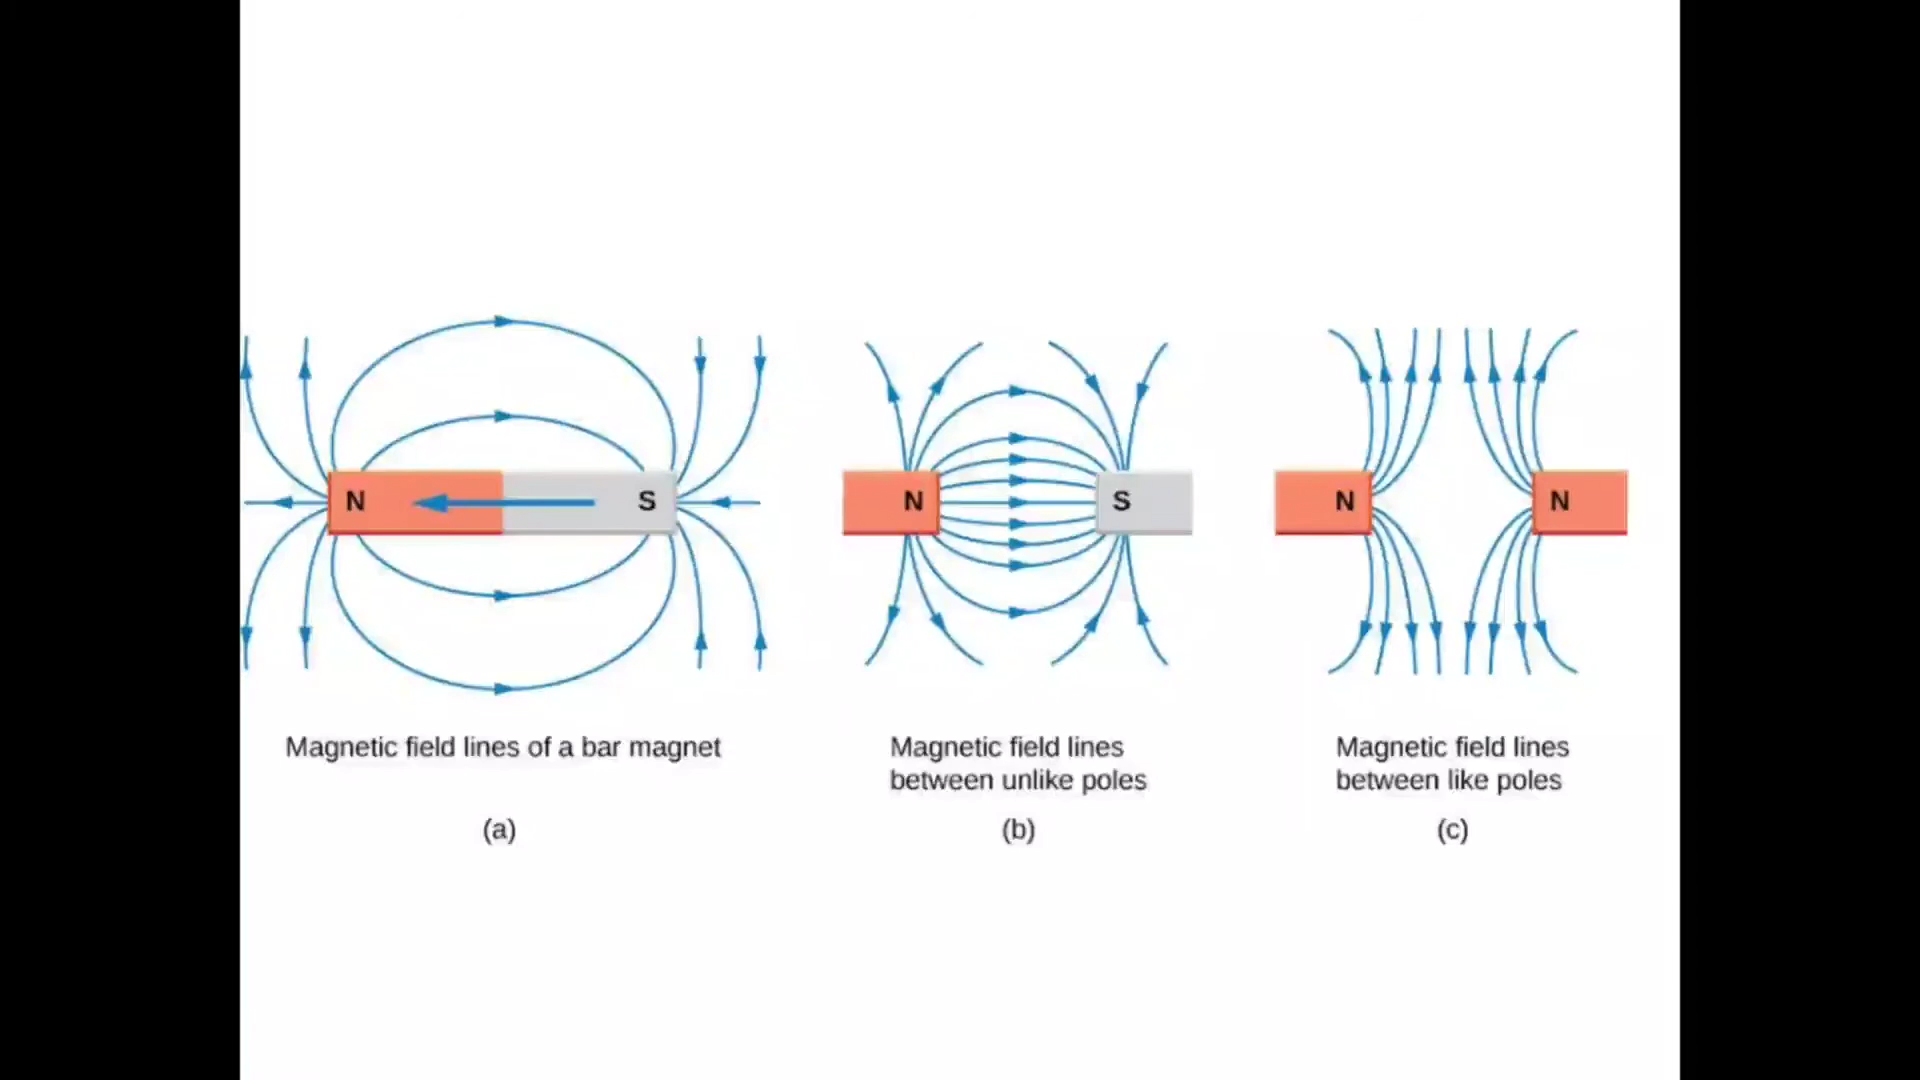 N S
N S
N N
Magnetic field lines of a bar magnet
(a)
Magnetic field lines
between unlike poles
(b)
Magnetic field lines
between like poles
(c)